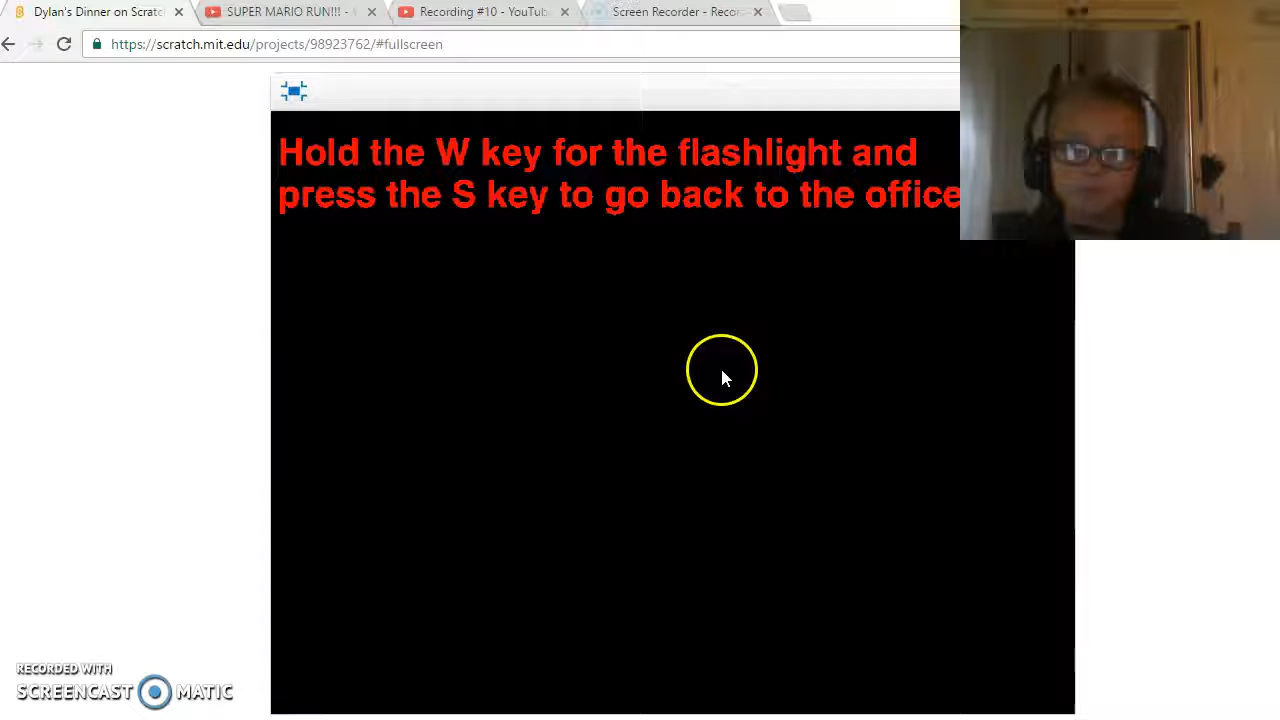 Dylan's Dinner on Scratc
SUPER MARIO RUN!!! -
Recording #10 - YouTub
Screen Recorder - Recor
https://scratch.mit.edu/projects/98923762/#fullscreen
Hold the W key for the flashlight and
press the S key to go back to the office
RECORDED WITH
SCREENCAST MATIC